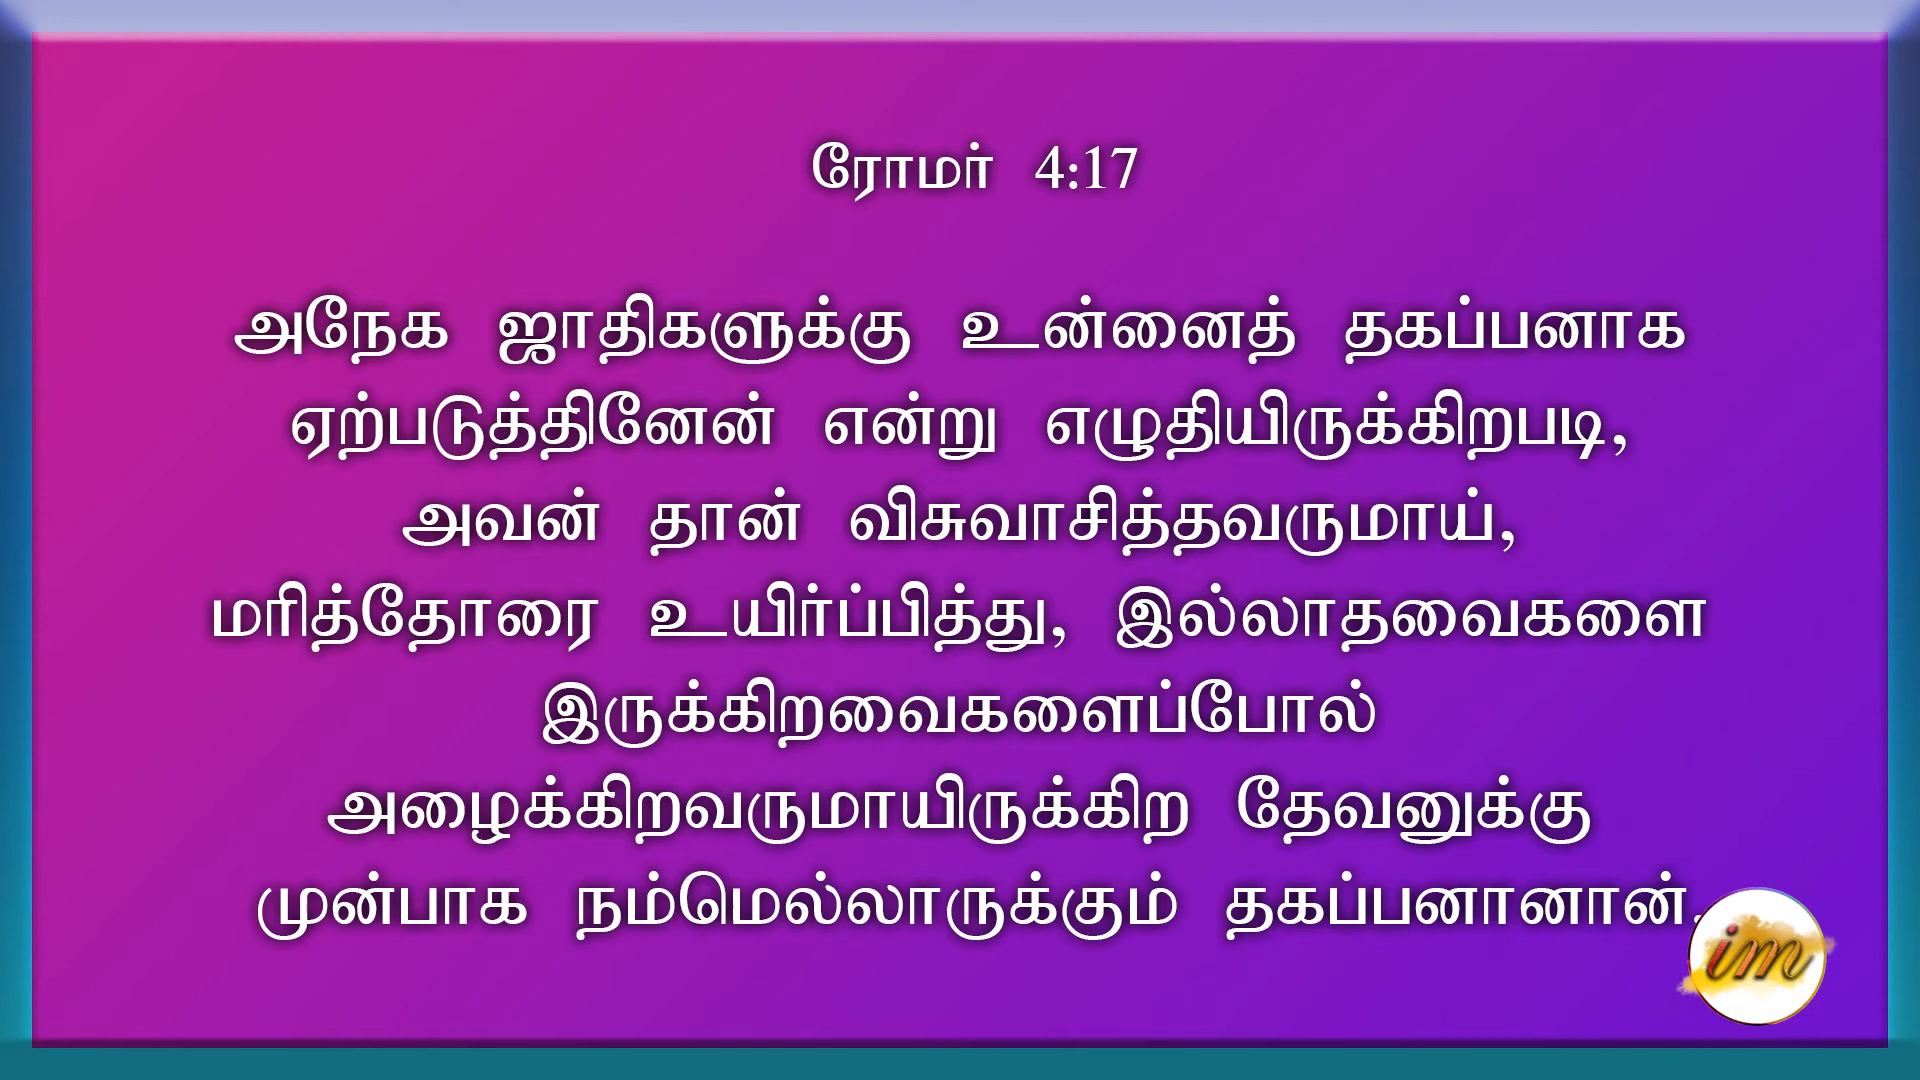 ரோமர் 4:17
அநேக ஜாதிகளுக்கு உன்னைத் தகப்பனாக
ஏற்படுத்தினேன் என்று எழுதியிருக்கிறபடி,
அவன் தான் விசுவாசித்தவருமாய்,
மரித்தோரை உயிர்ப்பித்து, இல்லாதவைகளை
இருக்கிறவைகளைப்போல்
அழைக்கிறவருமாயிருக்கிற தேவனுக்கு
முன்பாக நம்மெல்லாருக்கும் தகப்பனானான்.
im